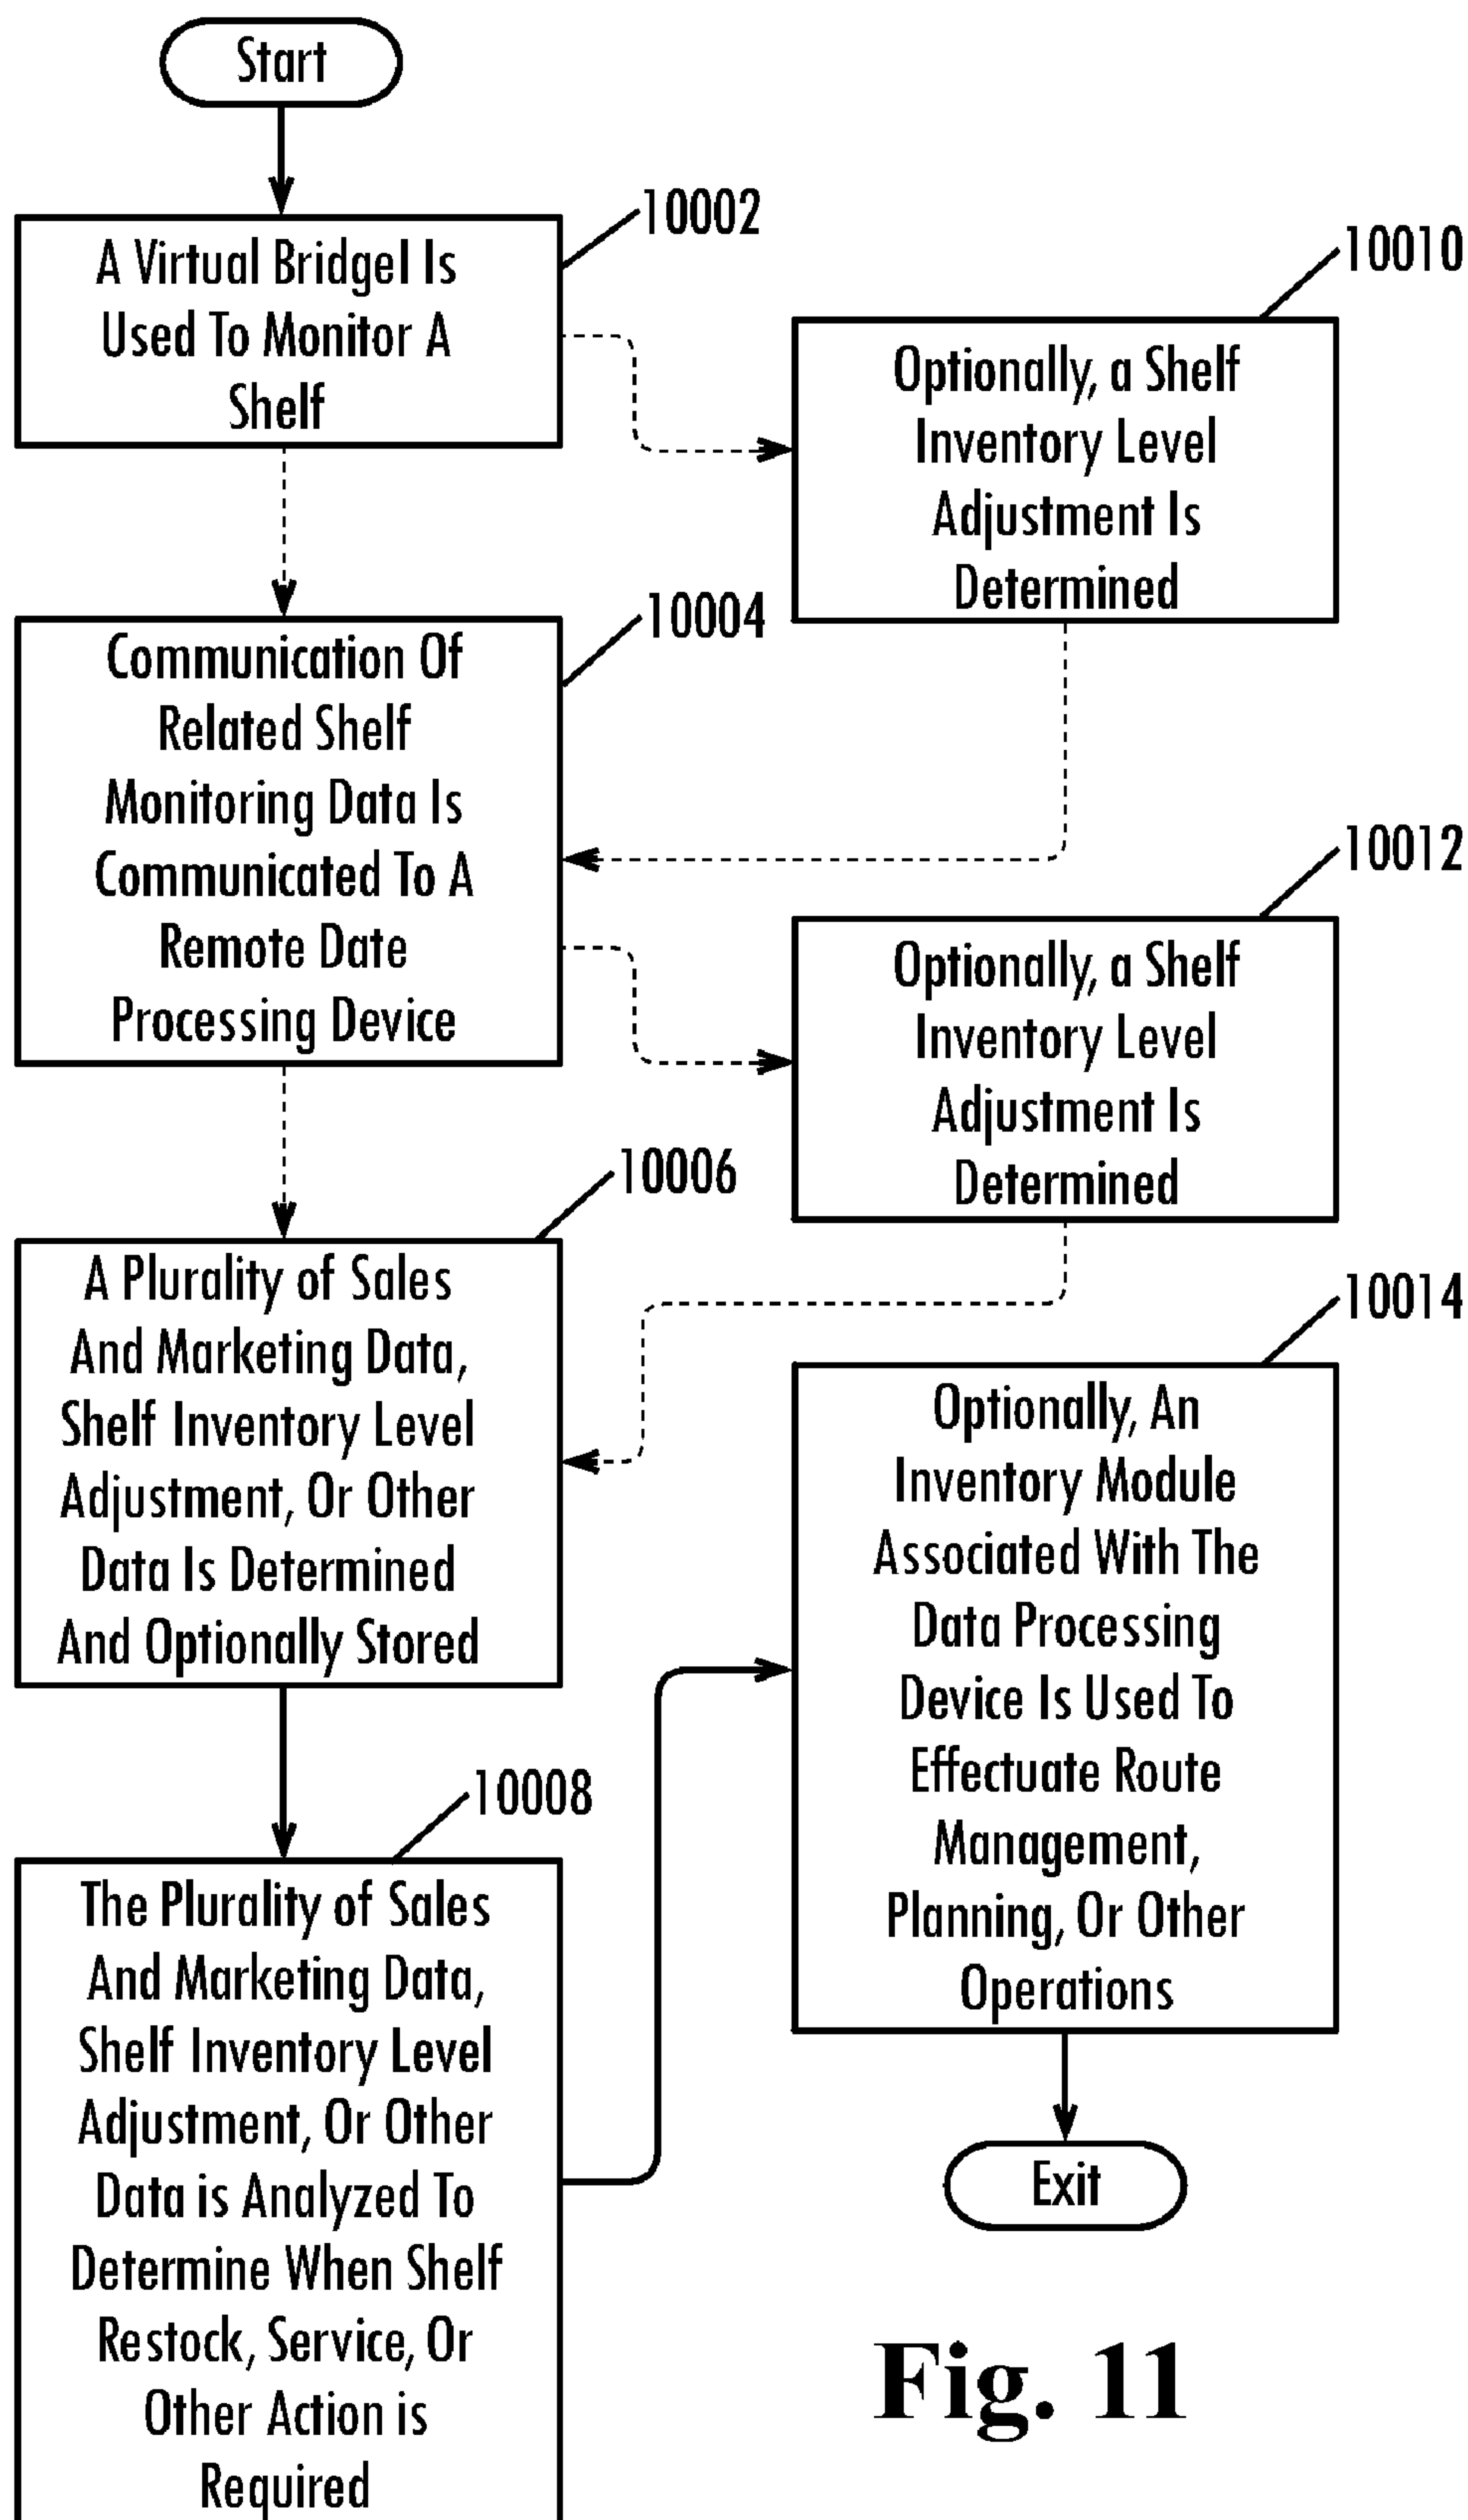 Start
10002
A Virtual Bridgel Is
Used To Monitor A
Shelf
10010
Optionally, a Shelf
Inventory Level
Adjustment Is
Determined
10004
Communication Of
Related Shelf
Monitoring Data Is
Communicated To A
Remote Date
Processing Device
10012
Optionally, a Shelf
Inventory Level
Adjustment Is
Determined
10006
A Plurality of Sales
And Marketing Data,
Shelf Inventory Level
Adjustment, Or Other
Data Is Determined
And Optionally Stored
10008
The Plurality of Sales
And Marketing Data,
Shelf Inventory Level
Adjustment, Or Other
Data is Analyzed To
Determine When Shelf
Restock, Service, Or
Other Action is
Required
10014
Optionally, An
Inventory Module
Associated With The
Data Processing
Device Is Used To
Effectuate Route
Management,
Planning, Or Other
Operations
Exit
Fig. 11